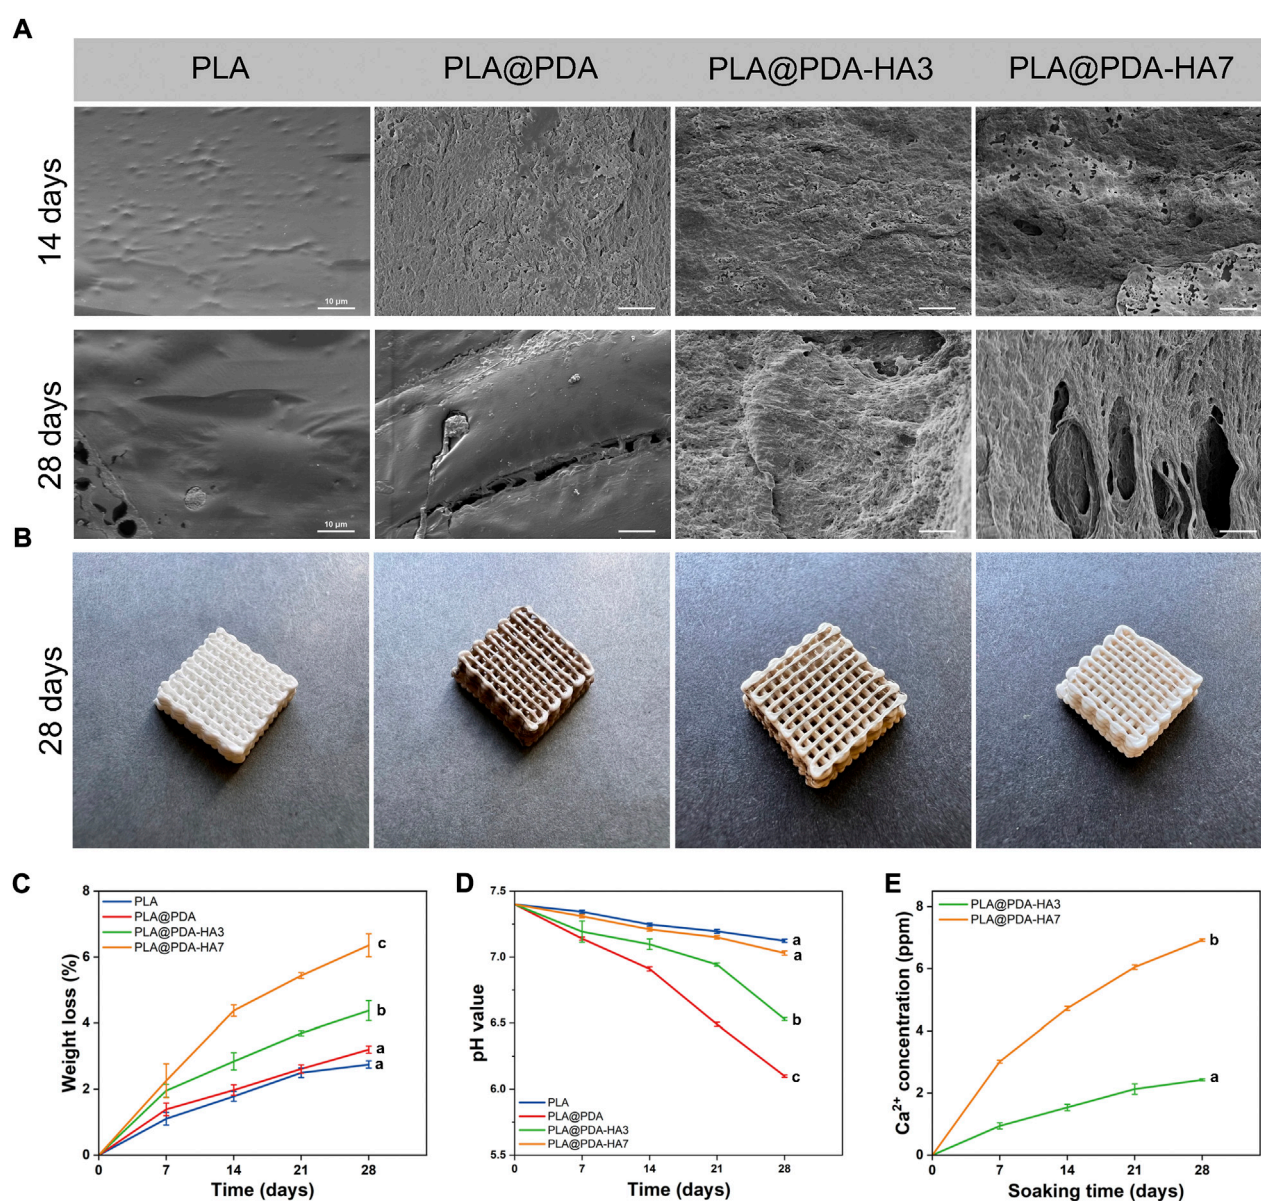 A
PLA PLA@PDA PLA@PDA-HA3 PLA@PDA-HA7
14 days
10 µm
28 days
10 µm
B
28 days
C
8
6
4
2
0
Weight loss (%)
PLA
PLA@PDA
PLA@PDA-HA3
PLA@PDA-HA7
c
b
a
a
0 7 14 21 28
Time (days)
D
7.5
7.0
6.5
6.0
5.5
pH value
a
a
b
c
PLA
PLA@PDA
PLA@PDA-HA3
PLA@PDA-HA7
0 7 14 21 28
Time (days)
E
8
6
4
2
0
Ca²⁺ concentration (ppm)
PLA@PDA-HA3
PLA@PDA-HA7
b
a
0 7 14 21 28
Soaking time (days)